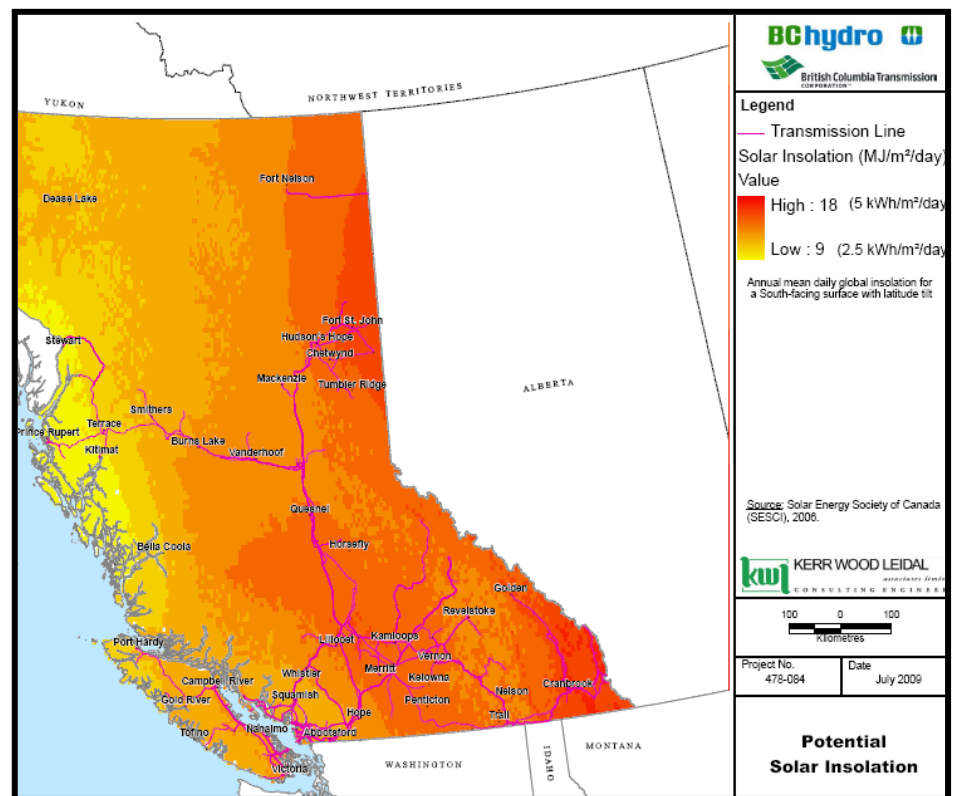 YUKON
NORTHWEST TERRITORIES
Fort Nelson
Dease Lake
Fort St. John
Hudson's Hope
Stewart
Chetwynd
Mackenzie
Tumbler Ridge
ALBERTA
Smithers
Terrace
Prince Rupert
Burns Lake
Kitimat
Vanderhoof
Quesnel
Horsefly
Bella Coola
Golden
Revelstoke
Port Hardy
Lillooet
Kamloops
Vernon
Merritt
Whistler
Kelowna
Campbell River
Cranbrook
Squamish
Nelson
Gold River
Penticton
Hope
Trail
Tofino
Nanaimo
Abbotsford
MONTANA
IDAHO
WASHINGTON
Victoria
BChydro
British Columbia Transmission
CORPORATION
Legend
Transmission Line
Solar Insolation (MJ/m²/day)
Value
High : 18 (5 kWh/m²/day
Low : 9 (2.5 kWh/m²/day
Annual mean daily global insolation for
a South-facing surface with latitude tilt
Source: Solar Energy Society of Canada
(SESCI), 2006.
kwl
KERR WOOD LEIDAL
associates limi
CONSULTING ENGINEER
100 0 100
Kilometres
Project No.
478-084
Date
July 2009
Potential
Solar Insolation